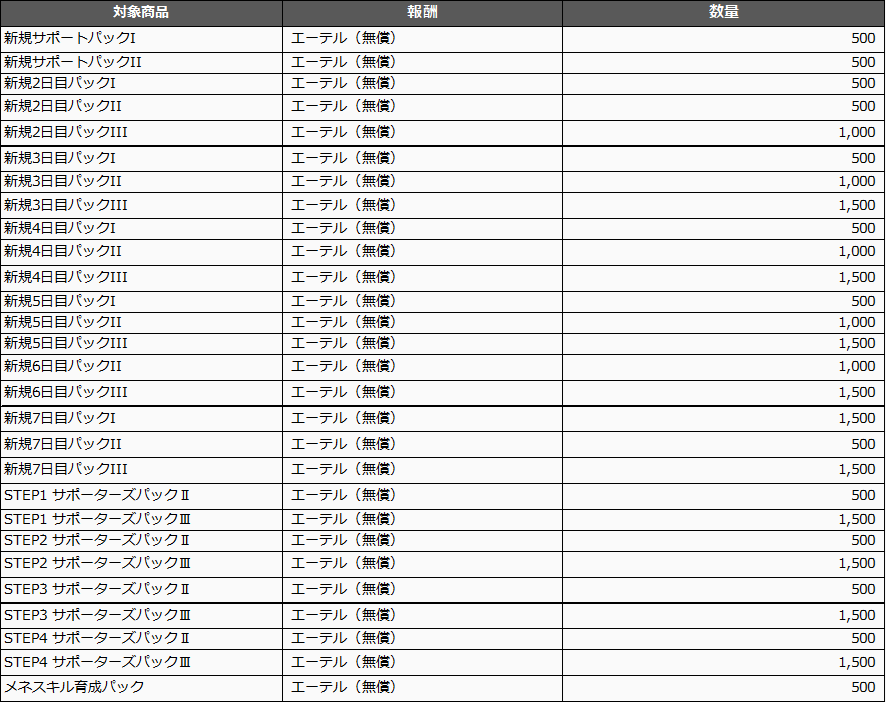 対象商品 報酬 数量
新規サポートパックI エーテル（無償） 500
新規サポートパックII エーテル（無償） 500
新規2日目パックI エーテル（無償） 500
新規2日目パックII エーテル（無償） 500
新規2日目パックIII エーテル（無償） 1,000
新規3日目パックI エーテル（無償） 500
新規3日目パックII エーテル（無償） 1,000
新規3日目パックIII エーテル（無償） 1,500
新規4日目パックI エーテル（無償） 500
新規4日目パックII エーテル（無償） 1,000
新規4日目パックIII エーテル（無償） 1,500
新規5日目パックI エーテル（無償） 500
新規5日目パックII エーテル（無償） 1,000
新規5日目パックIII エーテル（無償） 1,500
新規6日目パックII エーテル（無償） 1,000
新規6日目パックIII エーテル（無償） 1,500
新規7日目パックI エーテル（無償） 1,500
新規7日目パックII エーテル（無償） 500
新規7日目パックIII エーテル（無償） 1,500
STEP1 サポーターズパックⅡ エーテル（無償） 500
STEP1 サポーターズパックⅢ エーテル（無償） 1,500
STEP2 サポーターズパックⅡ エーテル（無償） 500
STEP2 サポーターズパックⅢ エーテル（無償） 1,500
STEP3 サポーターズパックⅡ エーテル（無償） 500
STEP3 サポーターズパックⅢ エーテル（無償） 1,500
STEP4 サポーターズパックⅡ エーテル（無償） 500
STEP4 サポーターズパックⅢ エーテル（無償） 1,500
メネスキル育成パック エーテル（無償） 500